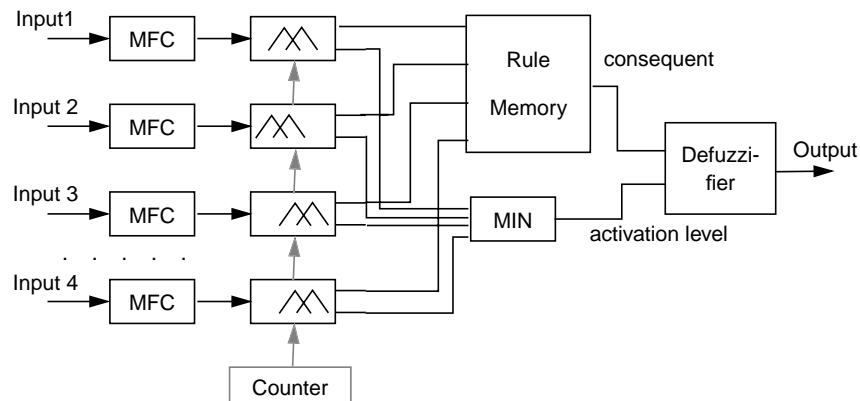 Input1
MFC
Rule
Memory
consequent
Input 2
MFC
Defuzzi-
fier
Output
Input 3
MFC
MIN
activation level
. . . . .
Input 4
MFC
Counter